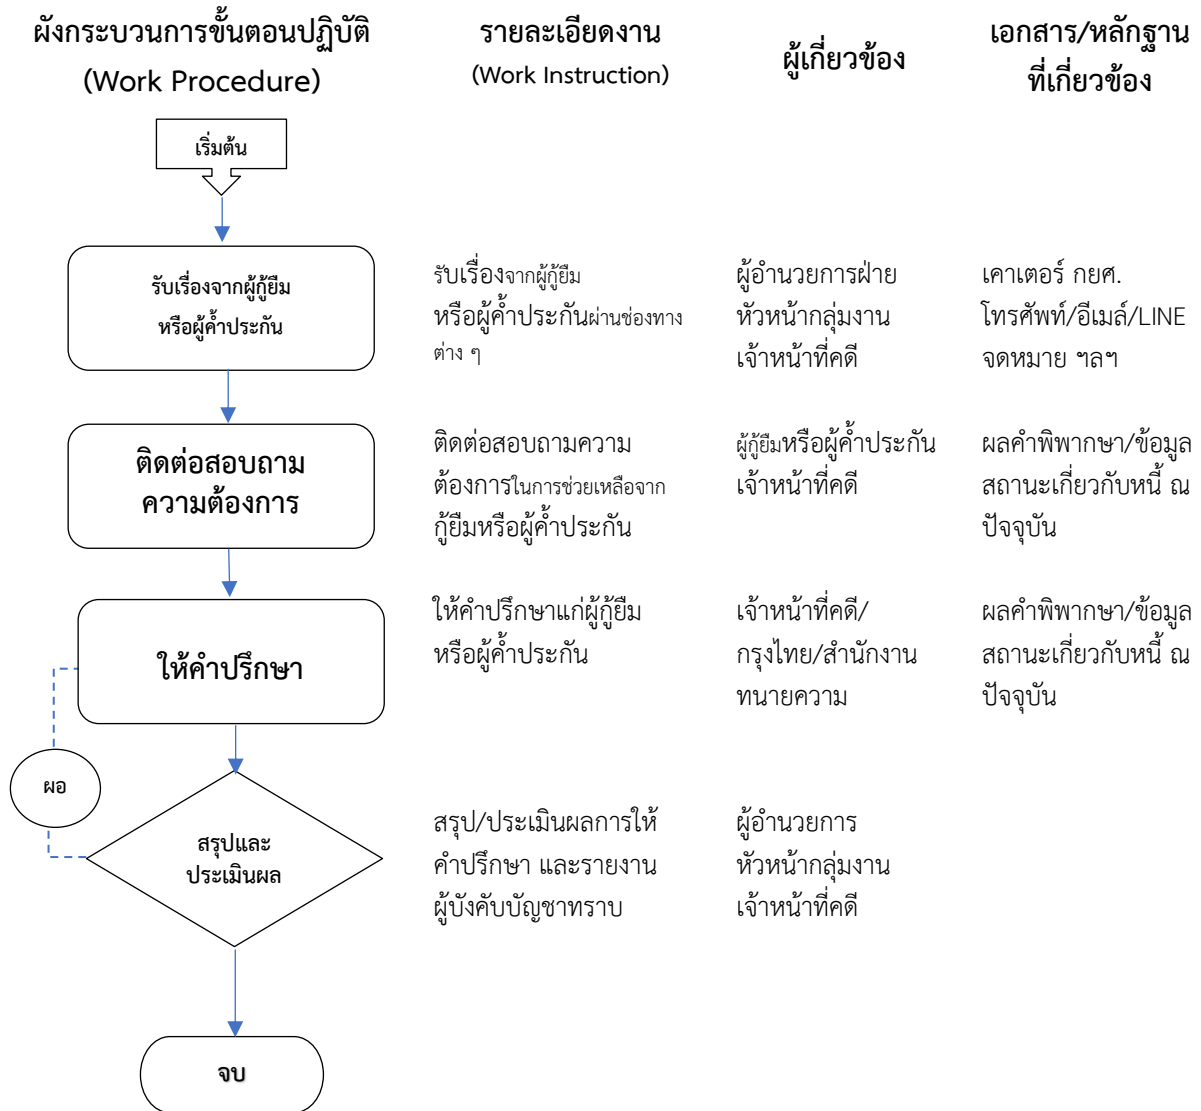 ผังกระบวนการขั้นตอนปฏิบัติ
(Work Procedure)
รายละเอียดงาน
(Work Instruction)
ผู้เกี่ยวข้อง
เอกสาร/หลักฐาน
ที่เกี่ยวข้อง
เริ่มต้น
รับเรื่องจากผู้กู้ยืม
หรือผู้ค้ำประกัน
รับเรื่องจากผู้กู้ยืม
หรือผู้ค้ำประกันผ่านช่องทาง
ต่าง ๆ
ผู้อำนวยการฝ่าย
หัวหน้ากลุ่มงาน
เจ้าหน้าที่คดี
เคาเตอร์ กยศ.
โทรศัพท์/อีเมล์/LINE
จดหมาย ฯลฯ
ติดต่อสอบถาม
ความต้องการ
ติดต่อสอบถามความ
ต้องการในการช่วยเหลือจาก
กู้ยืมหรือผู้ค้ำประกัน
ผู้กู้ยืมหรือผู้ค้ำประกัน
เจ้าหน้าที่คดี
ผลคำพิพากษา/ข้อมูล
สถานะเกี่ยวกับหนี้ ณ
ปัจจุบัน
ให้คำปรึกษา
ให้คำปรึกษาแก่ผู้กู้ยืม
หรือผู้ค้ำประกัน
เจ้าหน้าที่คดี/
กรุงไทย/สำนักงาน
ทนายความ
ผลคำพิพากษา/ข้อมูล
สถานะเกี่ยวกับหนี้ ณ
ปัจจุบัน
ผอ
สรุปและ
ประเมินผล
สรุป/ประเมินผลการให้
คำปรึกษา และรายงาน
ผู้บังคับบัญชาทราบ
ผู้อำนวยการ
หัวหน้ากลุ่มงาน
เจ้าหน้าที่คดี
จบ